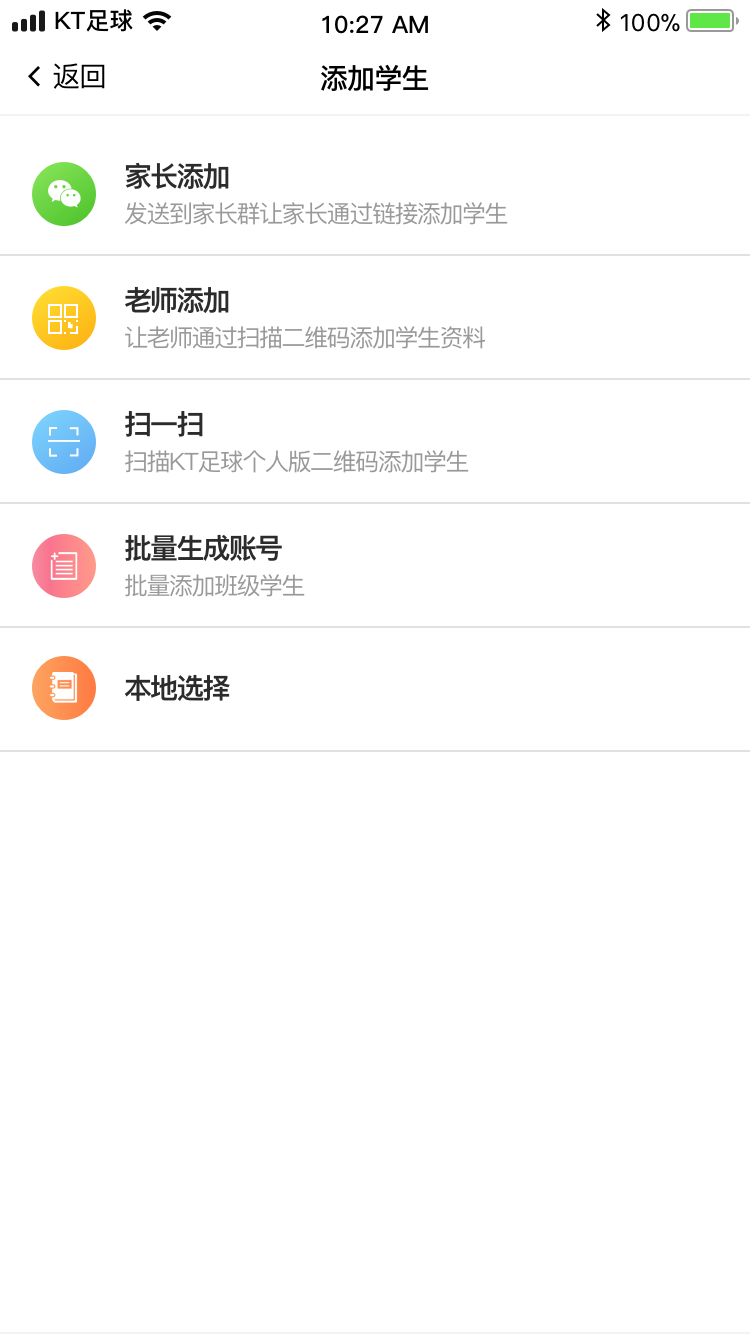 KT足球
10:27 AM
100%
返回
添加学生
家长添加
发送到家长群让家长通过链接添加学生
老师添加
让老师通过扫描二维码添加学生资料
扫一扫
扫描KT足球个人版二维码添加学生
批量生成账号
批量添加班级学生
本地选择